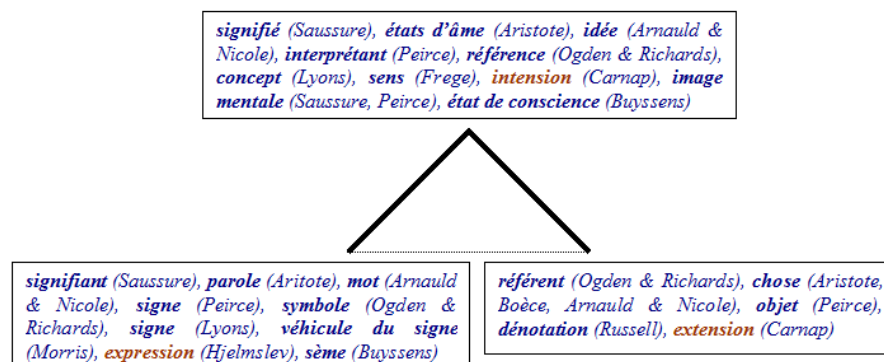 signifié (Saussure), états d’âme (Aristote), idée (Arnauld &
Nicole), interprétant (Peirce), référence (Ogden & Richards),
concept (Lyons), sens (Frege), intension (Carnap), image
mentale (Saussure, Peirce), état de conscience (Buyssens)
signifiant (Saussure), parole (Aritote), mot (Arnauld
& Nicole), signe (Peirce), symbole (Ogden &
Richards), signe (Lyons), véhicule du signe
(Morris), expression (Hjelmslev), sème (Buyssens)
référent (Ogden & Richards), chose (Aristote,
Boèce, Arnauld & Nicole), objet (Peirce),
dénotation (Russell), extension (Carnap)